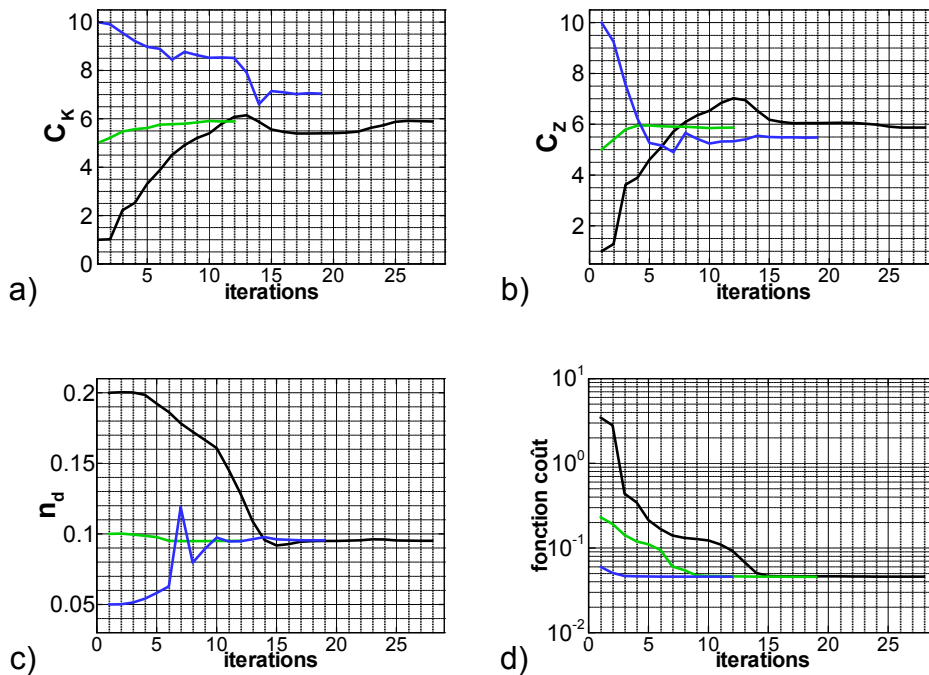 10
8
6
4
2
0
C_K
5 10 15 20 25
iterations
a)
10
8
6
4
2
C_Z
0 5 10 15 20 25
iterations
b)
0.2
0.15
0.1
0.05
n_d
0 5 10 15 20 25
iterations
c)
10^1
10^0
10^-1
10^-2
fonction coût
0 5 10 15 20 25
iterations
d)